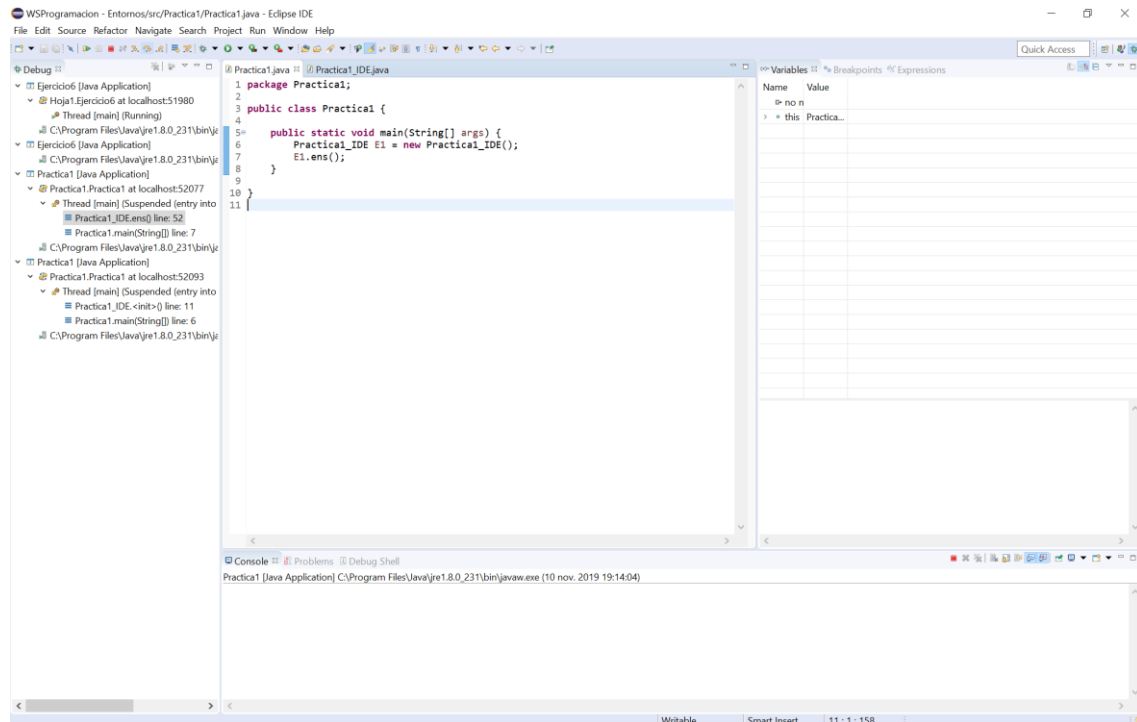 WSProgramacion - Entornos/src/Practica1/Practica1.java - Eclipse IDE
File Edit Source Refactor Navigate Search Project Run Window Help
Quick Access
Debug
Ejercicio6 [Java Application]
Hoja1.Ejercicio6 at localhost:51980
Thread [main] (Running)
C:\Program Files\Java\jre1.8.0_231\bin\ja
Ejercicio6 [Java Application]
C:\Program Files\Java\jre1.8.0_231\bin\ja
Practica1 [Java Application]
Practica1.Practica1 at localhost:52077
Thread [main] (Suspended (entry into
Practica1_IDE.ens() line: 52
Practica1.main(String[]) line: 7
C:\Program Files\Java\jre1.8.0_231\bin\ja
Practica1 [Java Application]
Practica1.Practica1 at localhost:52093
Thread [main] (Suspended (entry into
Practica1_IDE.<init>() line: 11
Practica1.main(String[]) line: 6
C:\Program Files\Java\jre1.8.0_231\bin\ja
Practica1.java Practica1_IDE.java
1 package Practica1;
2
3 public class Practica1 {
4
5 public static void main(String[] args) {
6 Practica1_IDE E1 = new Practica1_IDE();
7 E1.ens();
8 }
9
10 }
11
Variables Breakpoints Expressions
Name Value
no n
this Practica...
Console Problems Debug Shell
Practica1 [Java Application] C:\Program Files\Java\jre1.8.0_231\bin\javaw.exe (10 nov. 2019 19:14:04)
Writable Smart Insert 11 : 1 : 158